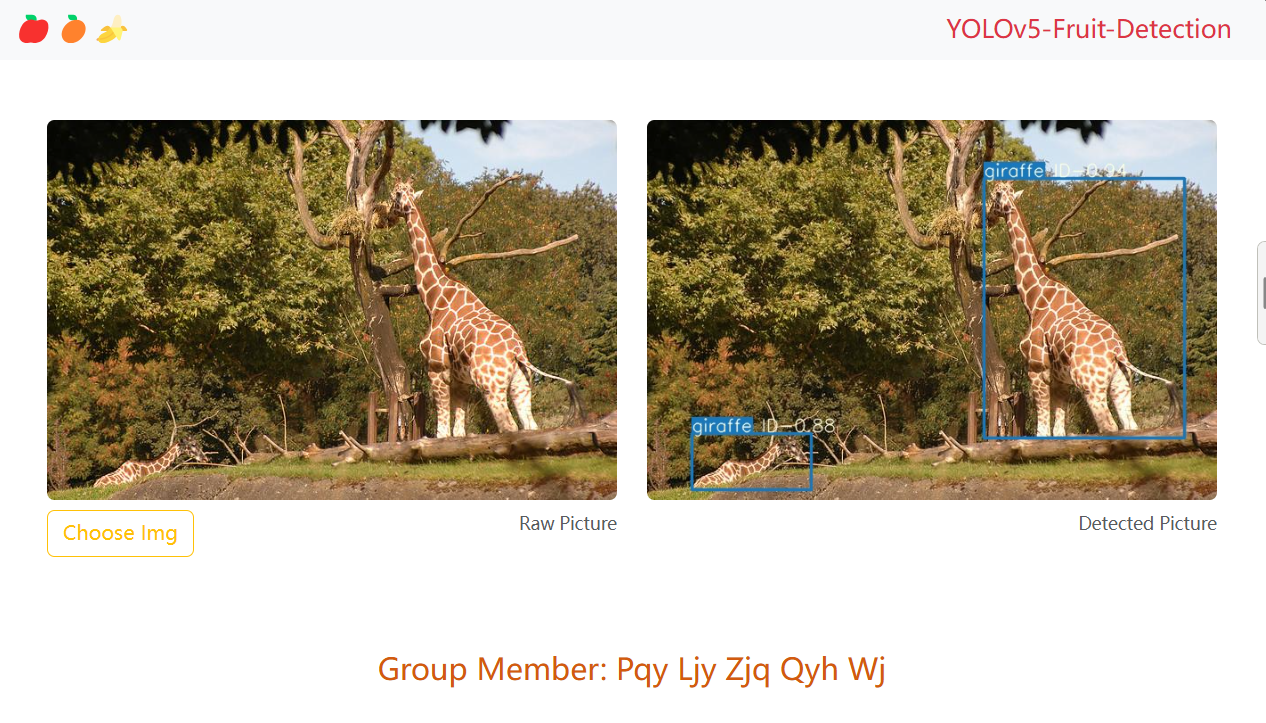 YOLOv5-Fruit-Detection
giraffe ID-0.94
giraffe ID-0.88
Choose Img
Raw Picture
Detected Picture
Group Member: Pqy Ljy Zjq Qyh Wj